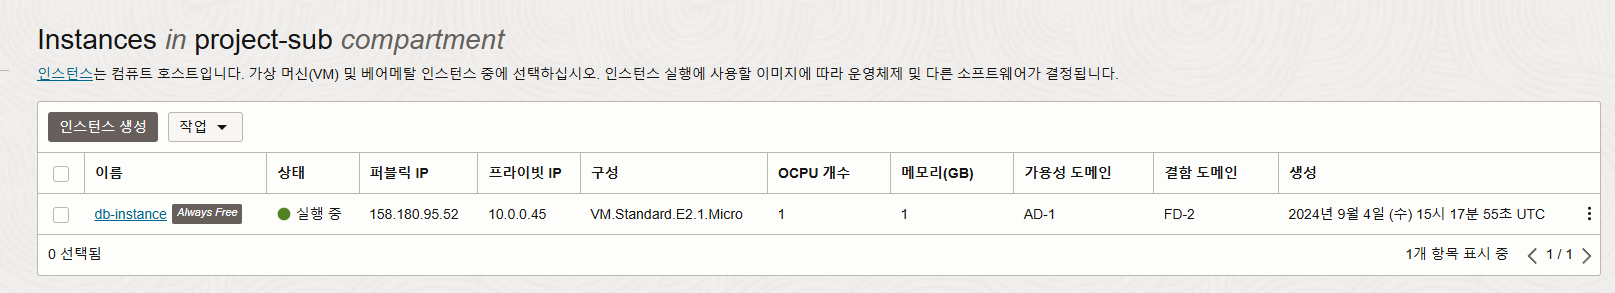 Instances in project-sub compartment
인스턴스는 컴퓨트 호스트입니다. 가상 머신(VM) 및 베어메탈 인스턴스 중에 선택하십시오. 인스턴스 실행에 사용할 이미지에 따라 운영체제 및 다른 소프트웨어가 결정됩니다.
인스턴스 생성 작업
이름 상태 퍼블릭 IP 프라이빗 IP 구성 OCPU 개수 메모리(GB) 가용성 도메인 결함 도메인 생성
db-instance Always Free 실행 중 158.180.95.52 10.0.0.45 VM.Standard.E2.1.Micro 1 1 AD-1 FD-2 2024년 9월 4일 (수) 15시 17분 55초 UTC
0 선택됨 1개 항목 표시 중 1 / 1